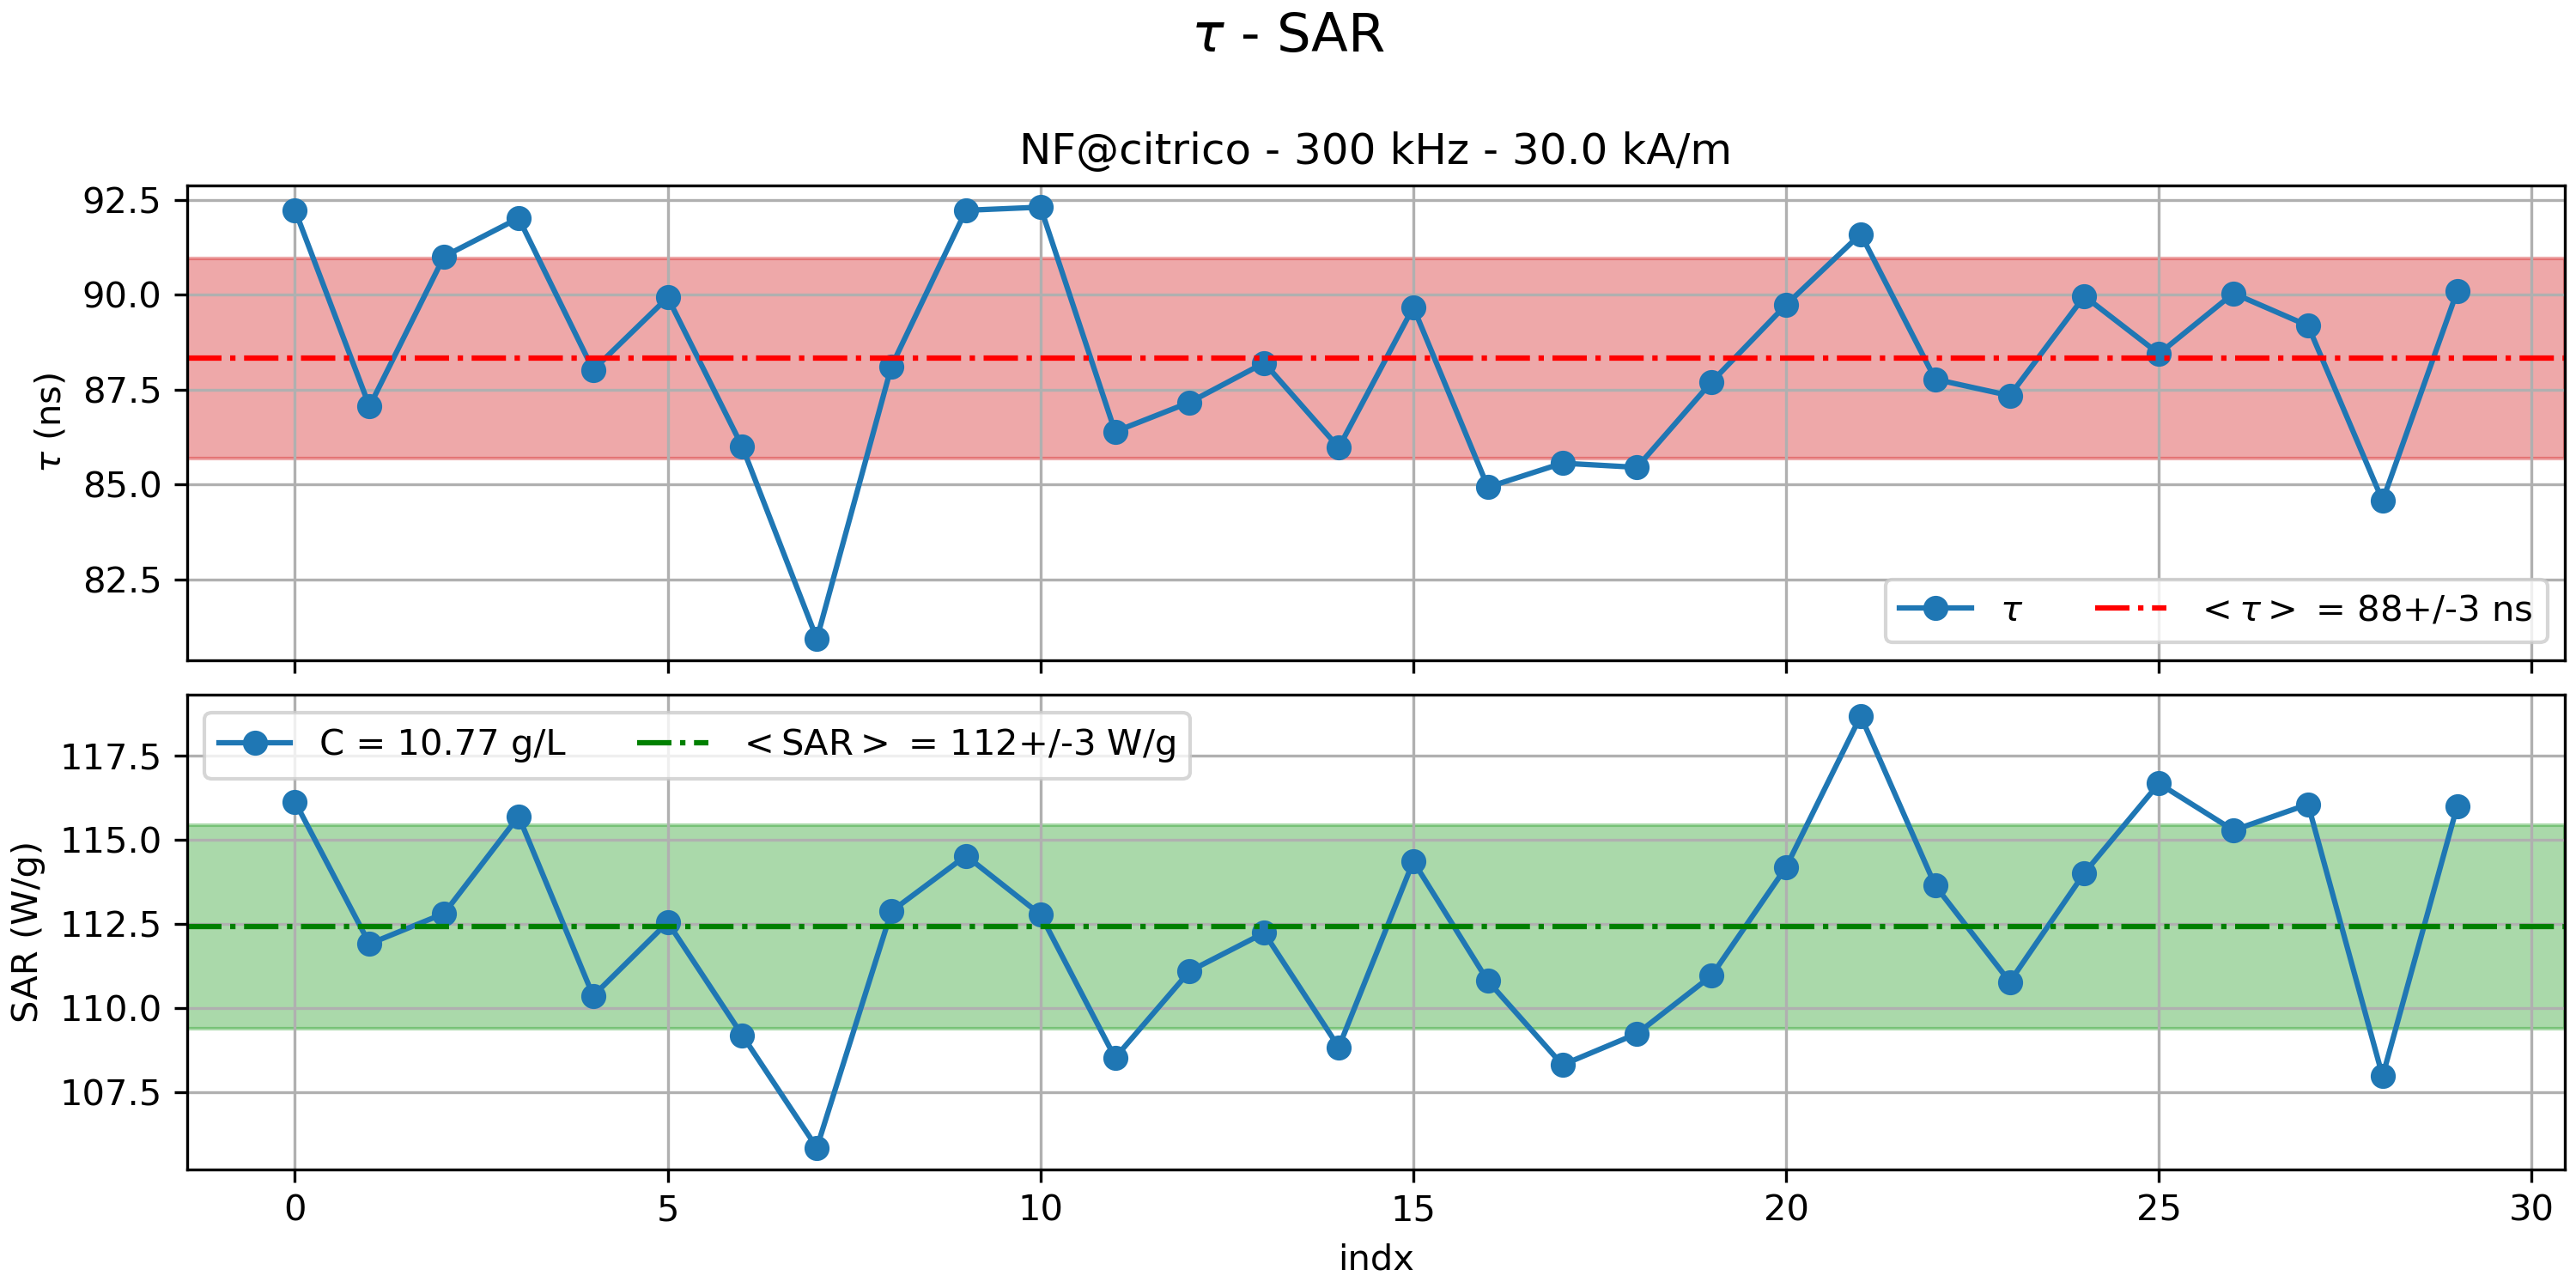 τ - SAR
NF@citrico - 300 kHz - 30.0 kA/m
92.5
90.0
87.5
85.0
82.5
τ (ns)
τ
<τ> = 88+/-3 ns
C = 10.77 g/L
<SAR> = 112+/-3 W/g
117.5
115.0
112.5
110.0
107.5
SAR (W/g)
0 5 10 15 20 25 30
indx